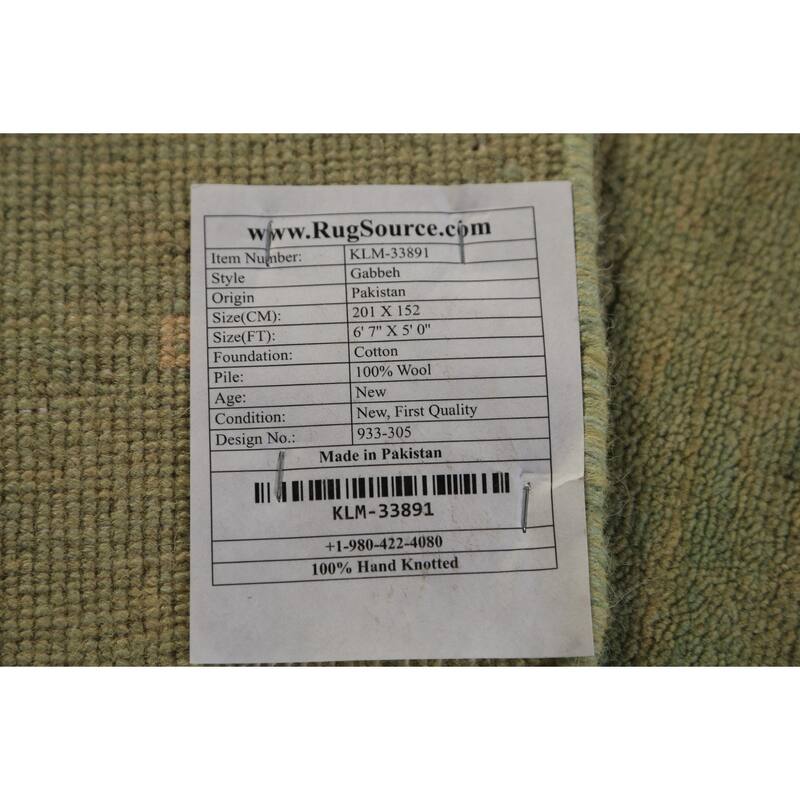 www.RugSource.com
Item Number: KLM-33891
Style Gabbeh
Origin Pakistan
Size(CM): 201 X 152
Size(FT): 6' 7" X 5' 0"
Foundation: Cotton
Pile: 100% Wool
Age: New
Condition: New, First Quality
Design No.: 933-305
Made in Pakistan
KLM-33891
+1-980-422-4080
100% Hand Knotted